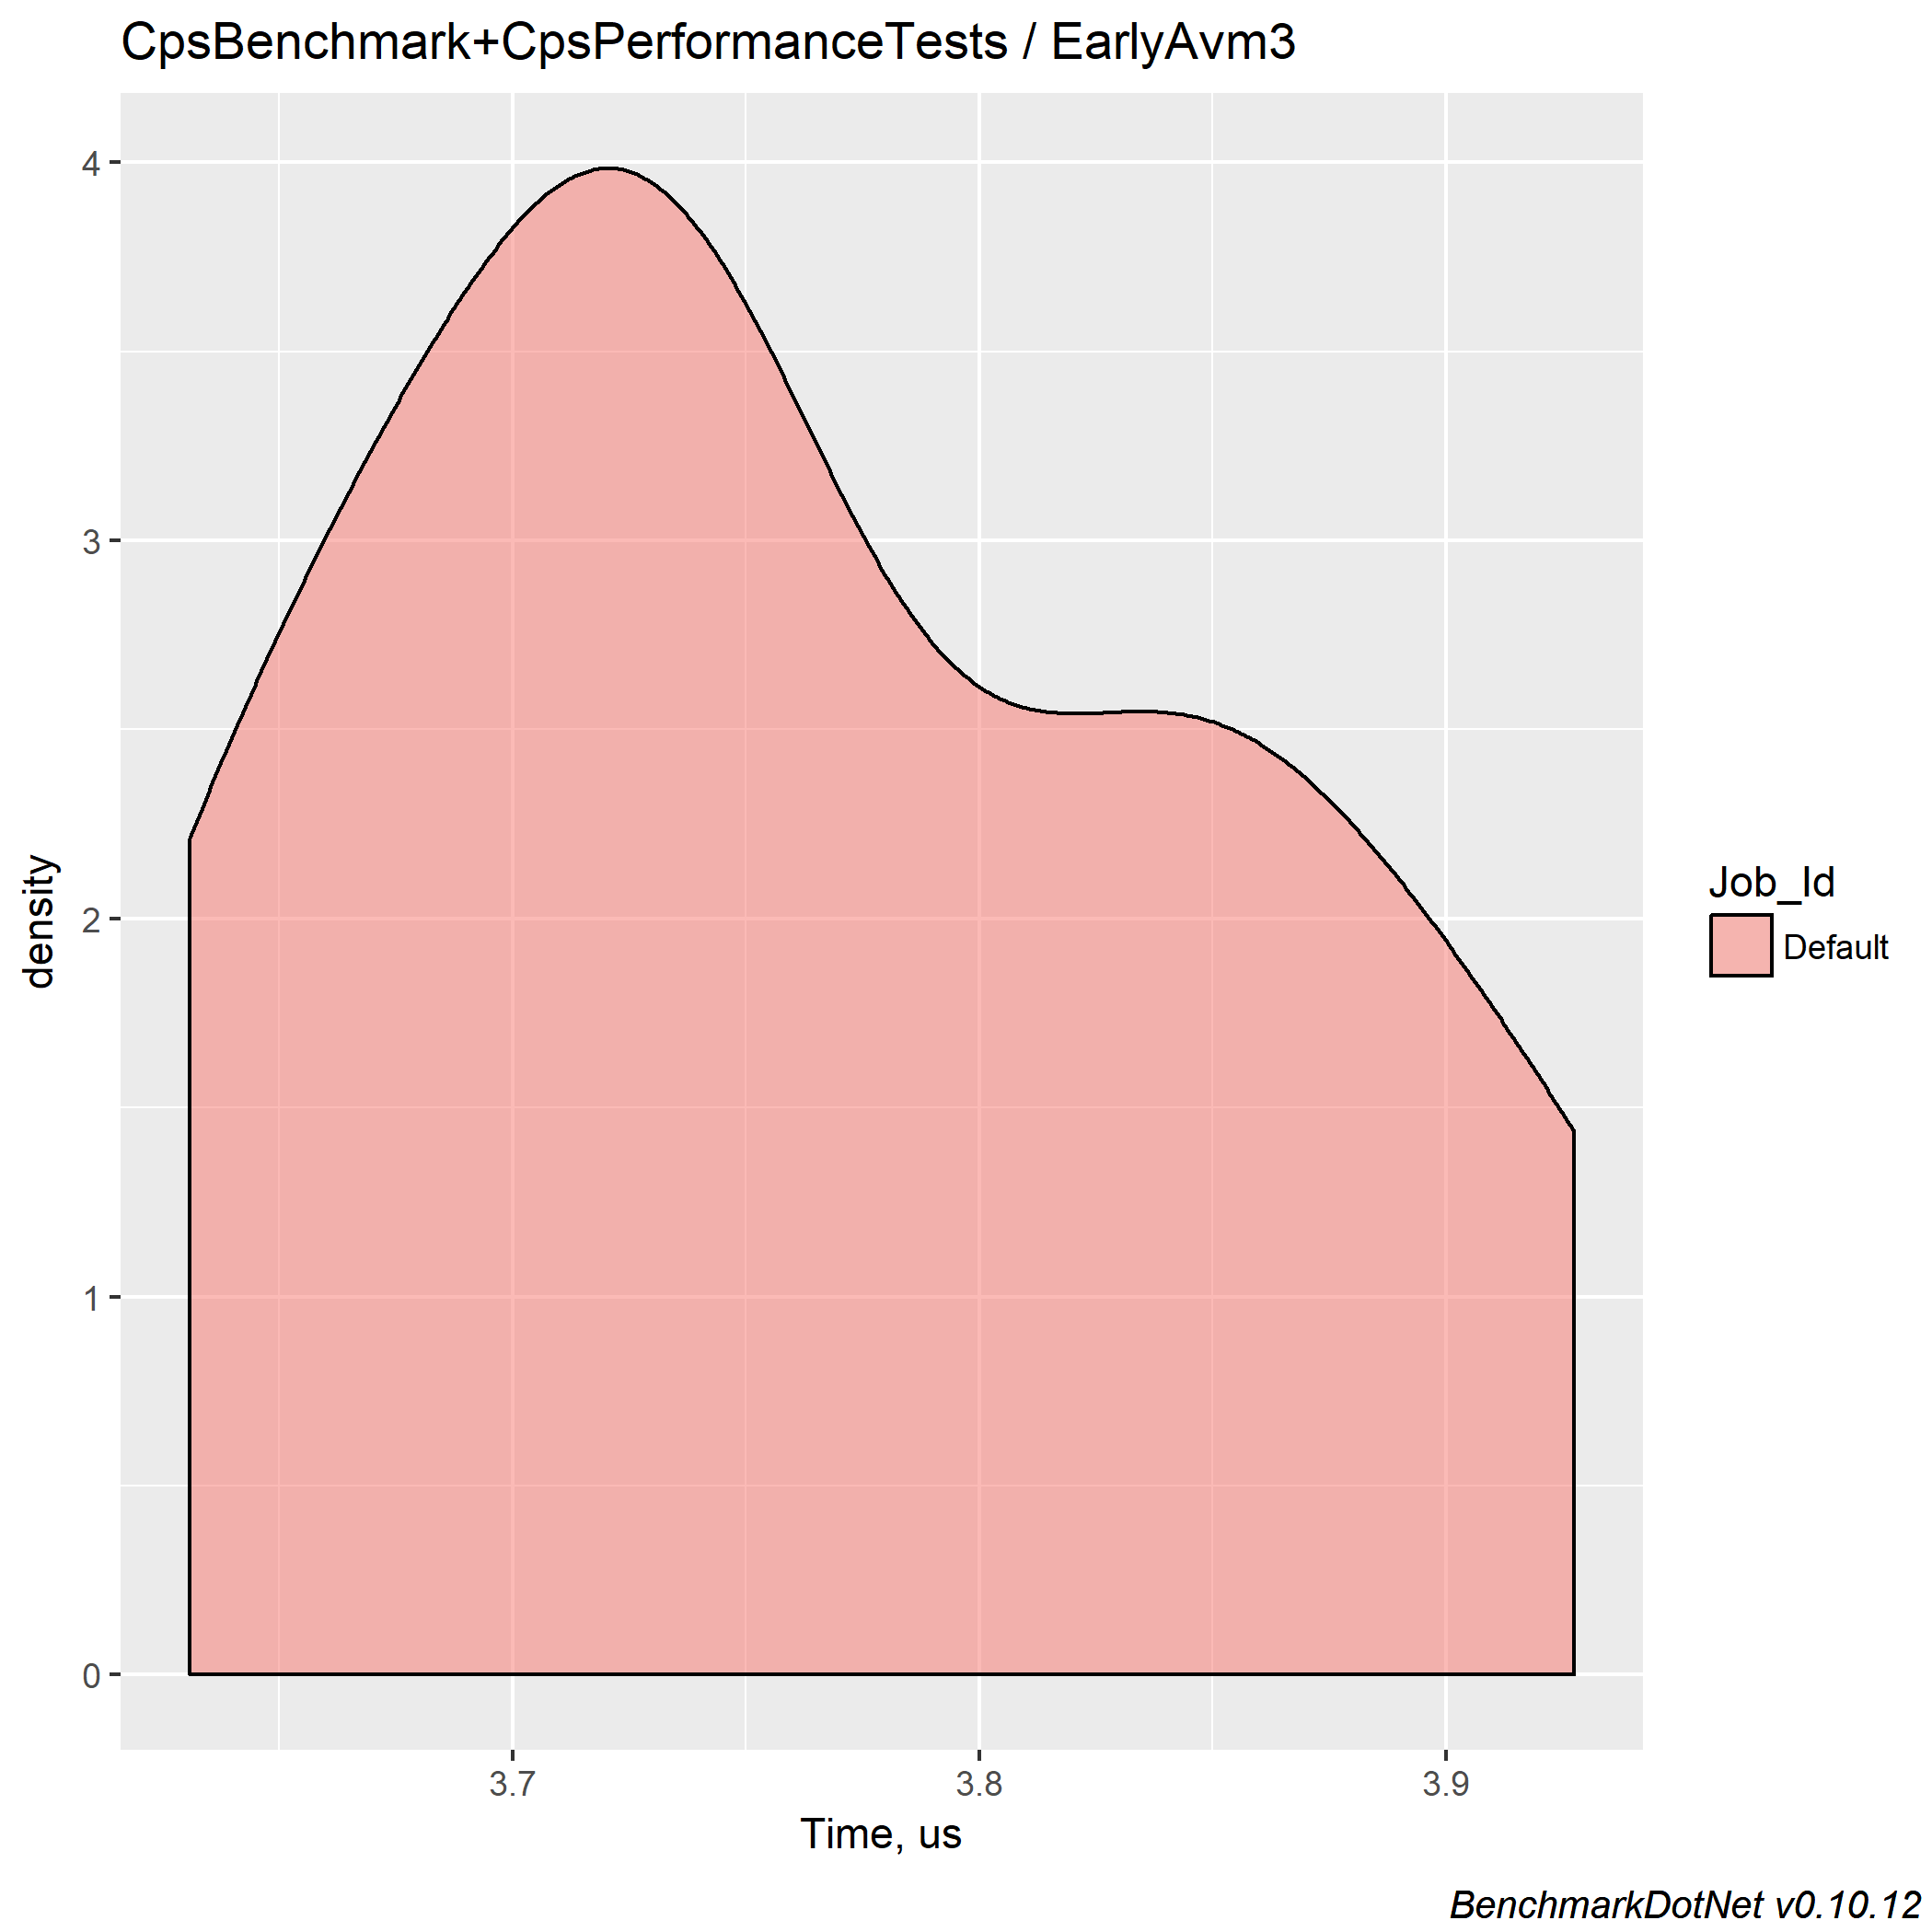 CpsBenchmark+CpsPerformanceTests / EarlyAvm3
4
3
2
1
0
density
3.7 3.8 3.9
Time, us
Job_Id
Default
BenchmarkDotNet v0.10.12